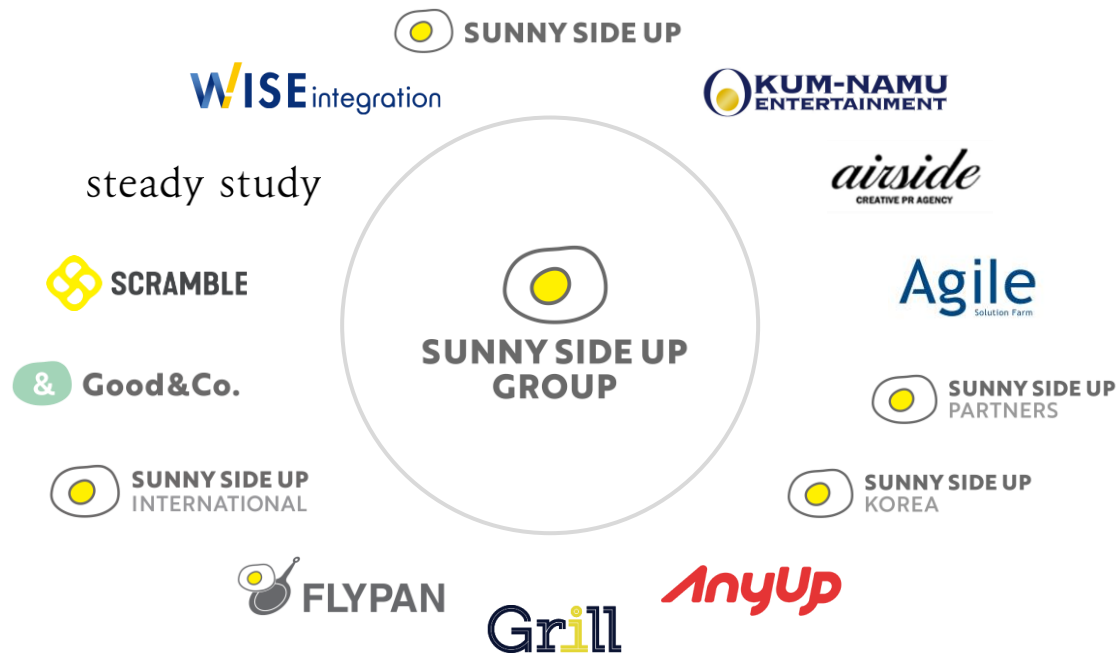 SUNNY SIDE UP
WISE integration
KUM-NAMU
ENTERTAINMENT
steady study
airside
CREATIVE PR AGENCY
SCRAMBLE
Agile
Solution Farm
SUNNY SIDE UP
GROUP
& Good&Co.
SUNNY SIDE UP
PARTNERS
SUNNY SIDE UP
INTERNATIONAL
SUNNY SIDE UP
KOREA
FLYPAN
AnyUp
Grill